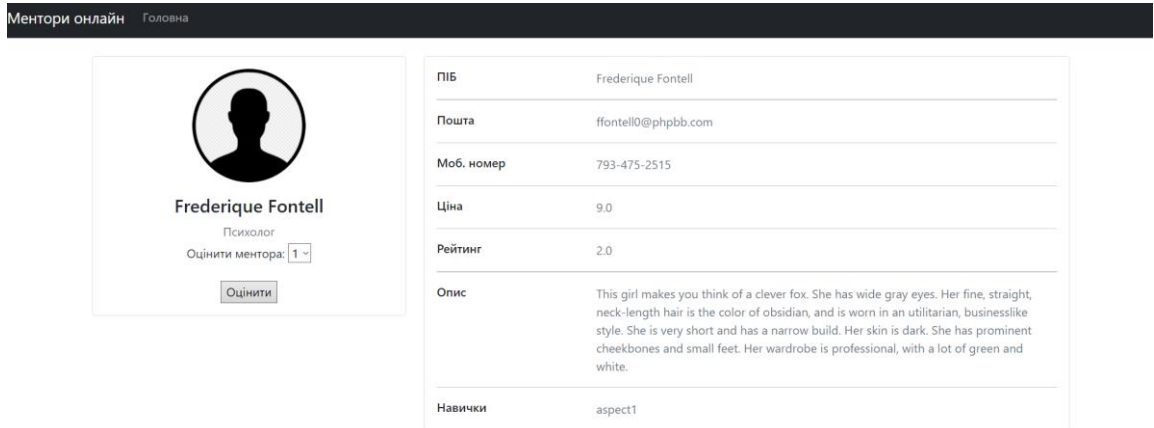 Ментори онлайн Головна
Frederique Fontell
Психолог
Оцінити ментора: 1
Оцінити
ПІБ Frederique Fontell
Пошта ffontell0@phpbb.com
Моб. номер 793-475-2515
Ціна 9.0
Рейтинг 2.0
Опис This girl makes you think of a clever fox. She has wide gray eyes. Her fine, straight,
neck-length hair is the color of obsidian, and is worn in an utilitarian, businesslike
style. She is very short and has a narrow build. Her skin is dark. She has prominent
cheekbones and small feet. Her wardrobe is professional, with a lot of green and
white.
Навички aspect1